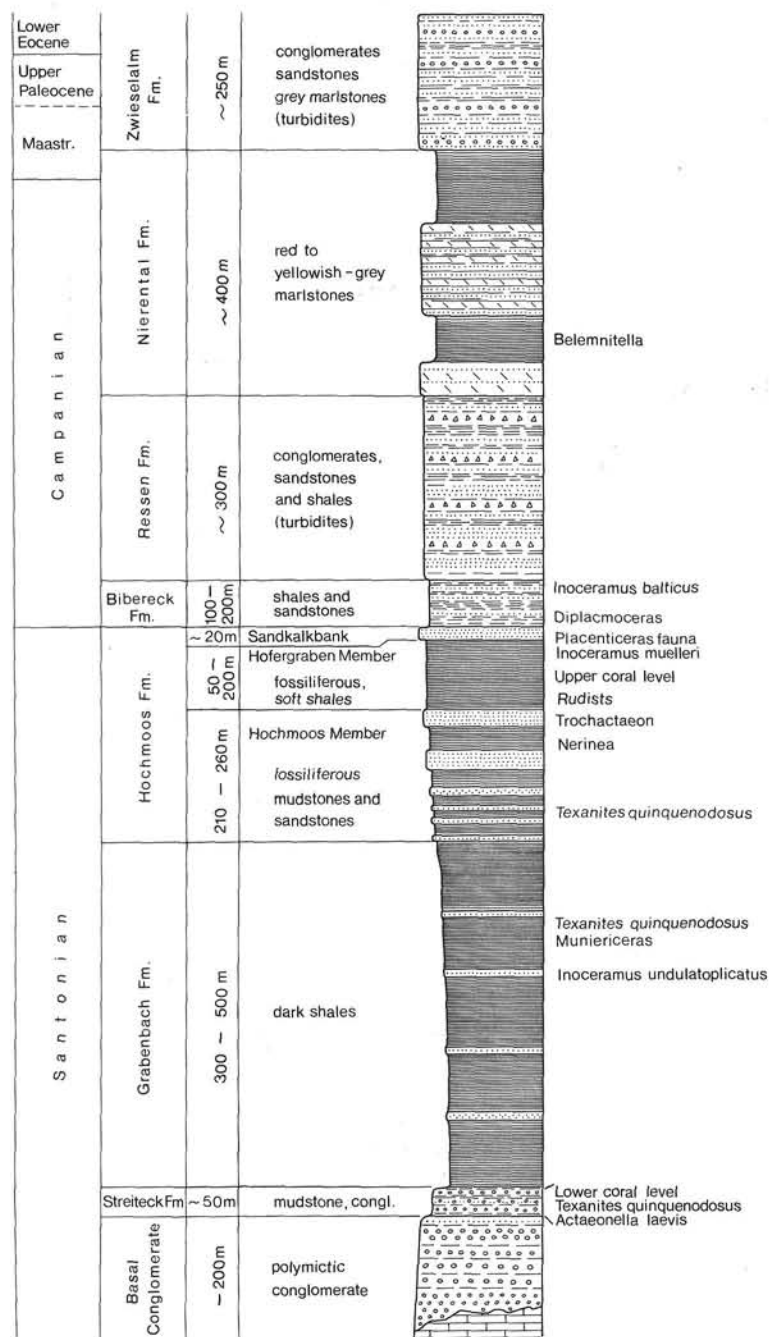 Lower
Eocene
Upper
Paleocene
Maastr.
Campanian
Santonian
Zwieselalm
Fm.
~ 250 m
conglomerates
sandstones
grey marlstones
(turbidites)
Nierental Fm.
~ 400 m
red to
yellowish-grey
marlstones
Belemnitella
Ressen Fm.
~ 300 m
conglomerates,
sandstones
and shales
(turbidites)
Bibereck
Fm.
100—
200m
shales and
sandstones
Inoceramus balticus
Diplacmoceras
Hochmoos Fm.
~ 20m
Sandkalkbank
Placenticeras fauna
Inoceramus muelleri
50—
200 m
Hofergraben Member
fossiliferous,
soft shales
Upper coral level
Rudists
Trochactaeon
210 — 260m
Hochmoos Member
lossiliferous
mudstones and
sandstones
Nerinea
Texanites quinquenodosus
Grabenbach Fm.
300 ~ 500 m
dark shales
Texanites quinquenodosus
Muniericeras
Inoceramus undulatoplicatus
Streiteck Fm
~ 50m
mudstone, congl.
Lower coral level
Texanites quinquenodosus
Actaeonella laevis
Basal
Conglomerate
~200m
polymictic
conglomerate